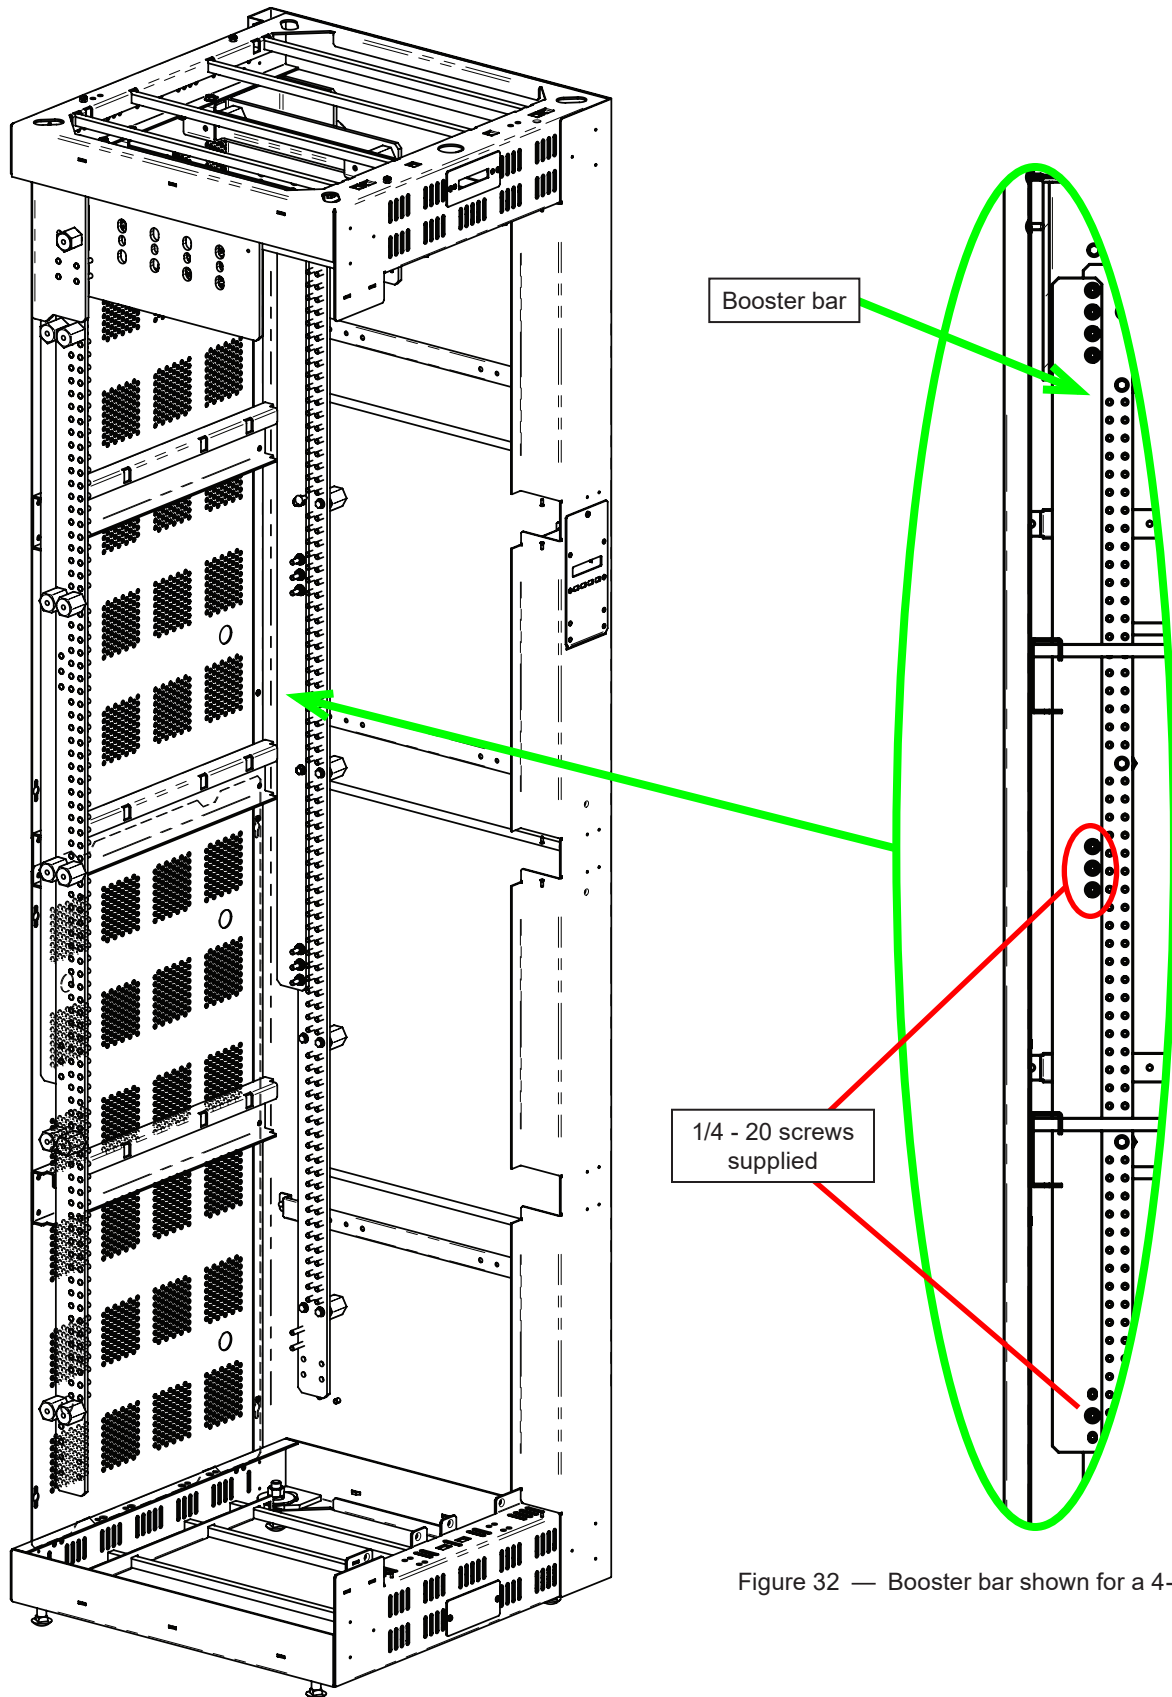 Booster bar
1/4 - 20 screws
supplied
Figure 32 — Booster bar shown for a 4-